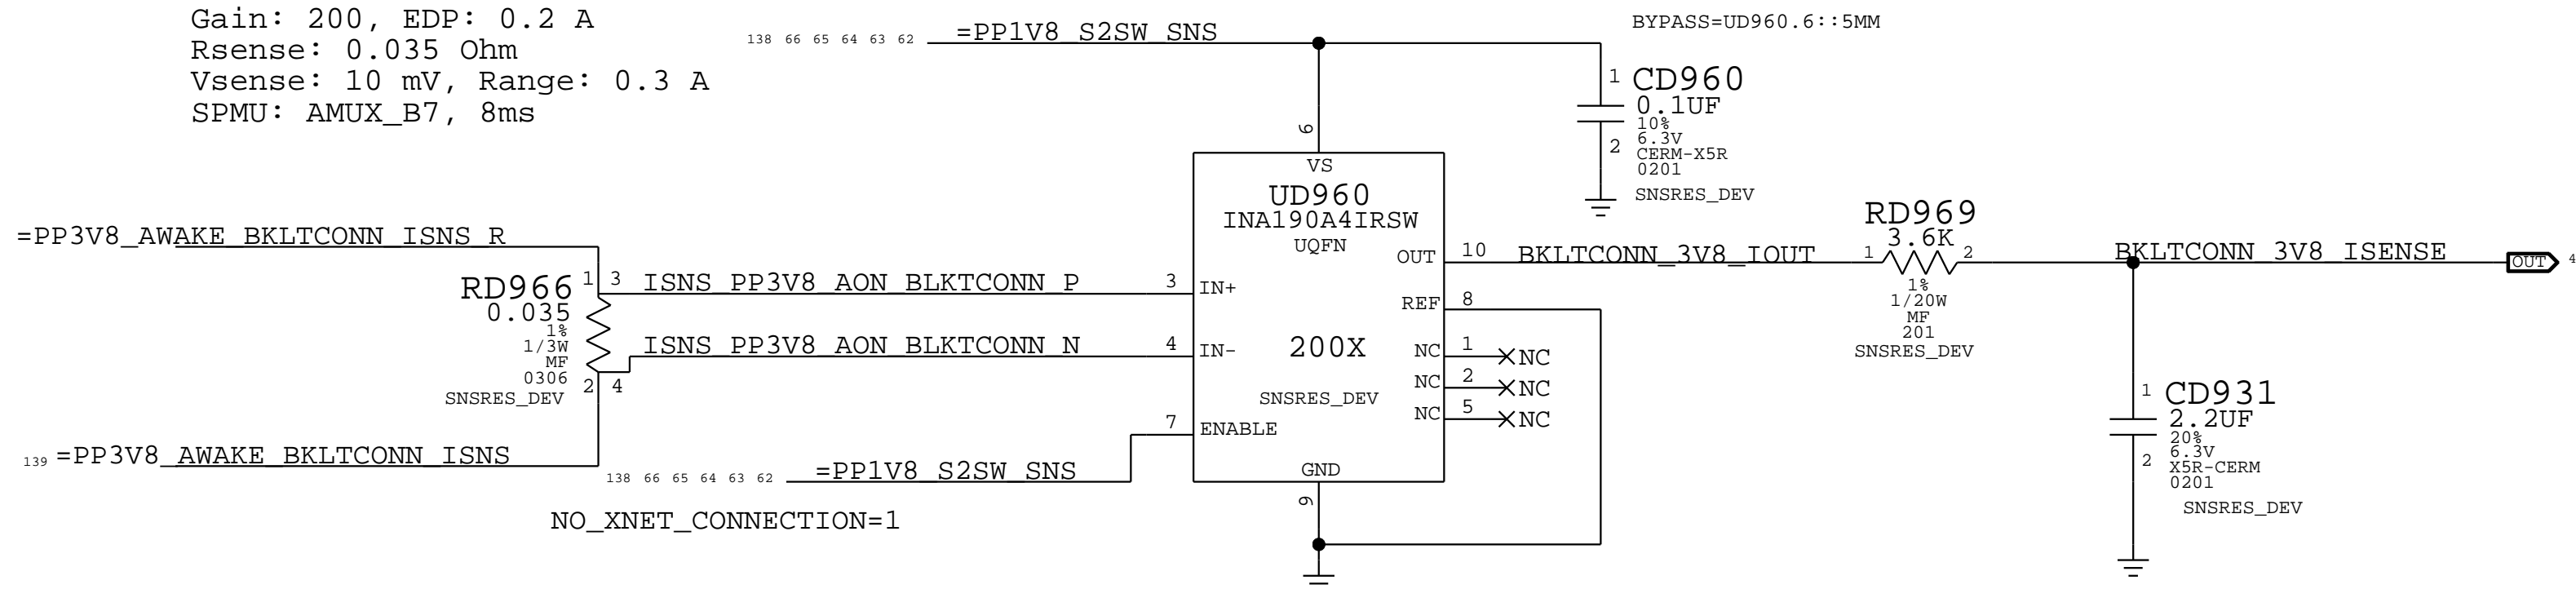 Gain: 200, EDP: 0.2 A
Rsense: 0.035 Ohm
Vsense: 10 mV, Range: 0.3 A
SPMU: AMUX_B7, 8ms
138 66 65 64 63 62 =PP1V8_S2SW_SNS
BYPASS=UD960.6::5MM
1 CD960
0.1UF
10%
6.3V
2 CERM-X5R
0201
SNSRES_DEV
6
VS
UD960
INA190A4IRSW
UQFN
=PP3V8_AWAKE_BKLTCONN_ISNS_R
RD966 1 3 ISNS_PP3V8_AON_BLKTCONN_P 3 IN+
0.035
1%
1/3W
MF
0306
SNSRES_DEV
2 4 ISNS_PP3V8_AON_BLKTCONN_N 4 IN-
200X
SNSRES_DEV
7 ENABLE
139 =PP3V8_AWAKE_BKLTCONN_ISNS
138 66 65 64 63 62 =PP1V8_S2SW_SNS
GND
9
NO_XNET_CONNECTION=1
OUT 10 BKLTCONN_3V8_IOUT
REF 8
NC 1 NC
NC 2 NC
NC 5 NC
RD969
1 3.6K 2
1%
1/20W
MF
201
SNSRES_DEV
BKLTCONN_3V8_ISENSE OUT 4
1 CD931
2.2UF
20%
6.3V
2 X5R-CERM
0201
SNSRES_DEV